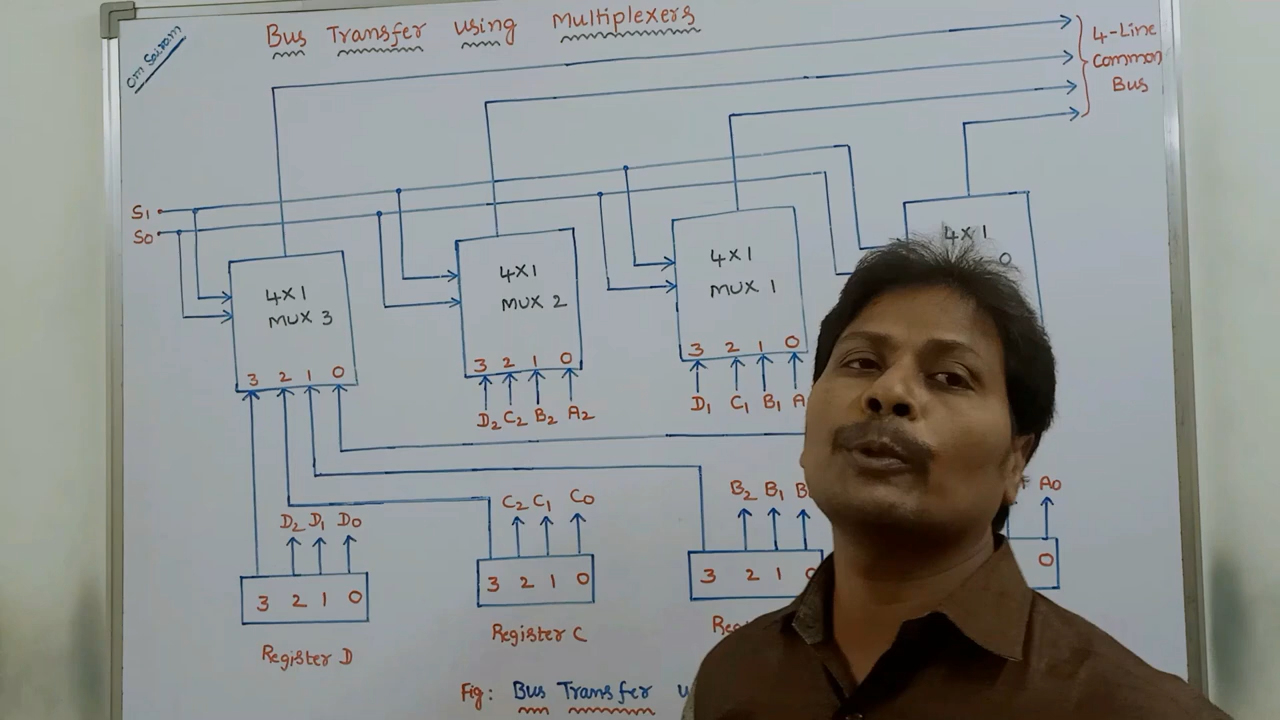 Bus Transfer using Multiplexers
Om Sairam
4-Line
Common
Bus
S1
S0
4X1
MUX 3
3 2 1 0
4X1
MUX 2
3 2 1 0
D2 C2 B2 A2
4X1
MUX 1
3 2 1 0
D1 C1 B1 A
4X1
0
D2 D1 D0
3 2 1 0
Register D
C2 C1 C0
3 2 1 0
Register C
B2 B1 B
3 2 1 0
A0
0
Fig: Bus Transfer